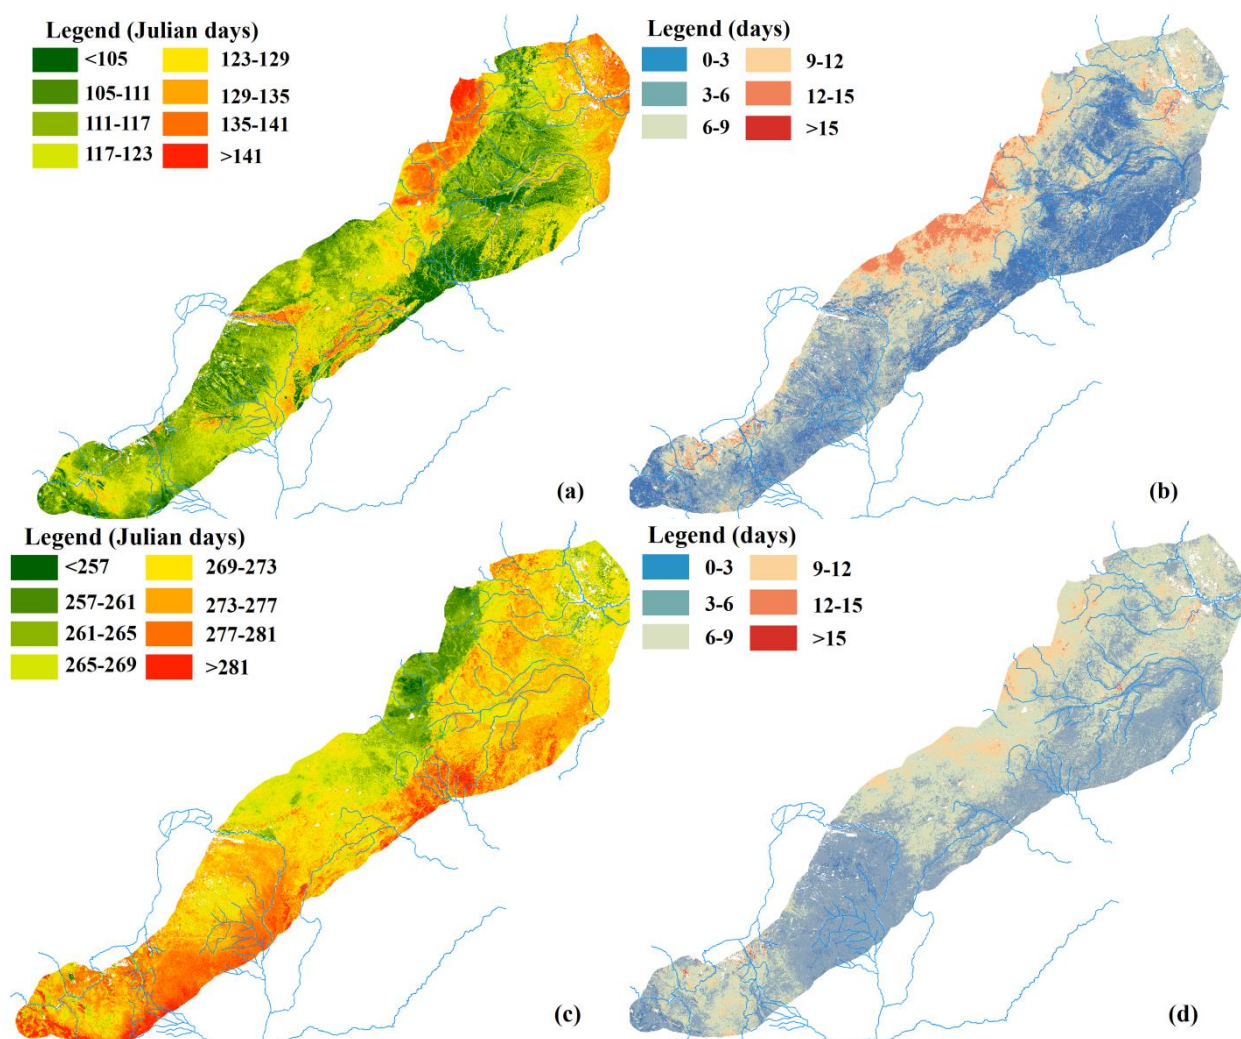 Legend (Julian days)
<105 123-129
105-111 129-135
111-117 135-141
117-123 >141
(a)
Legend (days)
0-3 9-12
3-6 12-15
6-9 >15
(b)
Legend (Julian days)
<257 269-273
257-261 273-277
261-265 277-281
265-269 >281
(c)
Legend (days)
0-3 9-12
3-6 12-15
6-9 >15
(d)